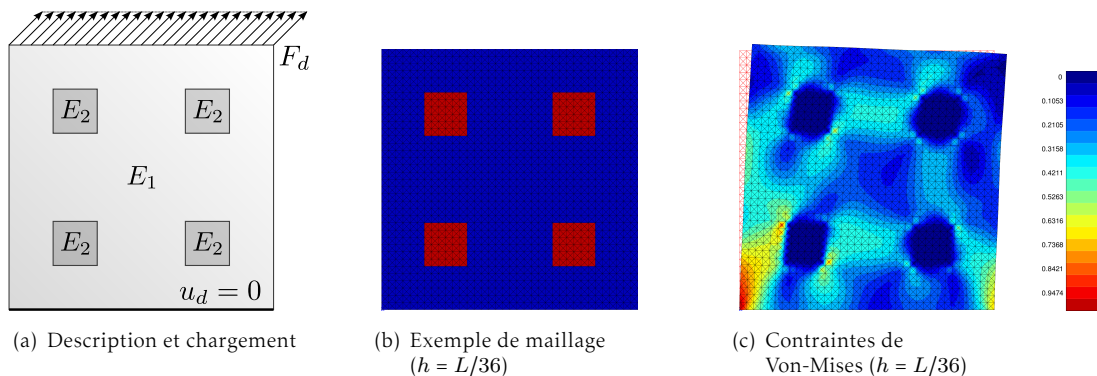 F_d
E_2 E_2
E_1
E_2 E_2
u_d = 0
(a) Description et chargement
(b) Exemple de maillage
(h = L/36)
0
0.1053
0.2105
0.3158
0.4211
0.5263
0.6316
0.7368
0.8421
0.9474
(c) Contraintes de
Von-Mises (h = L/36)